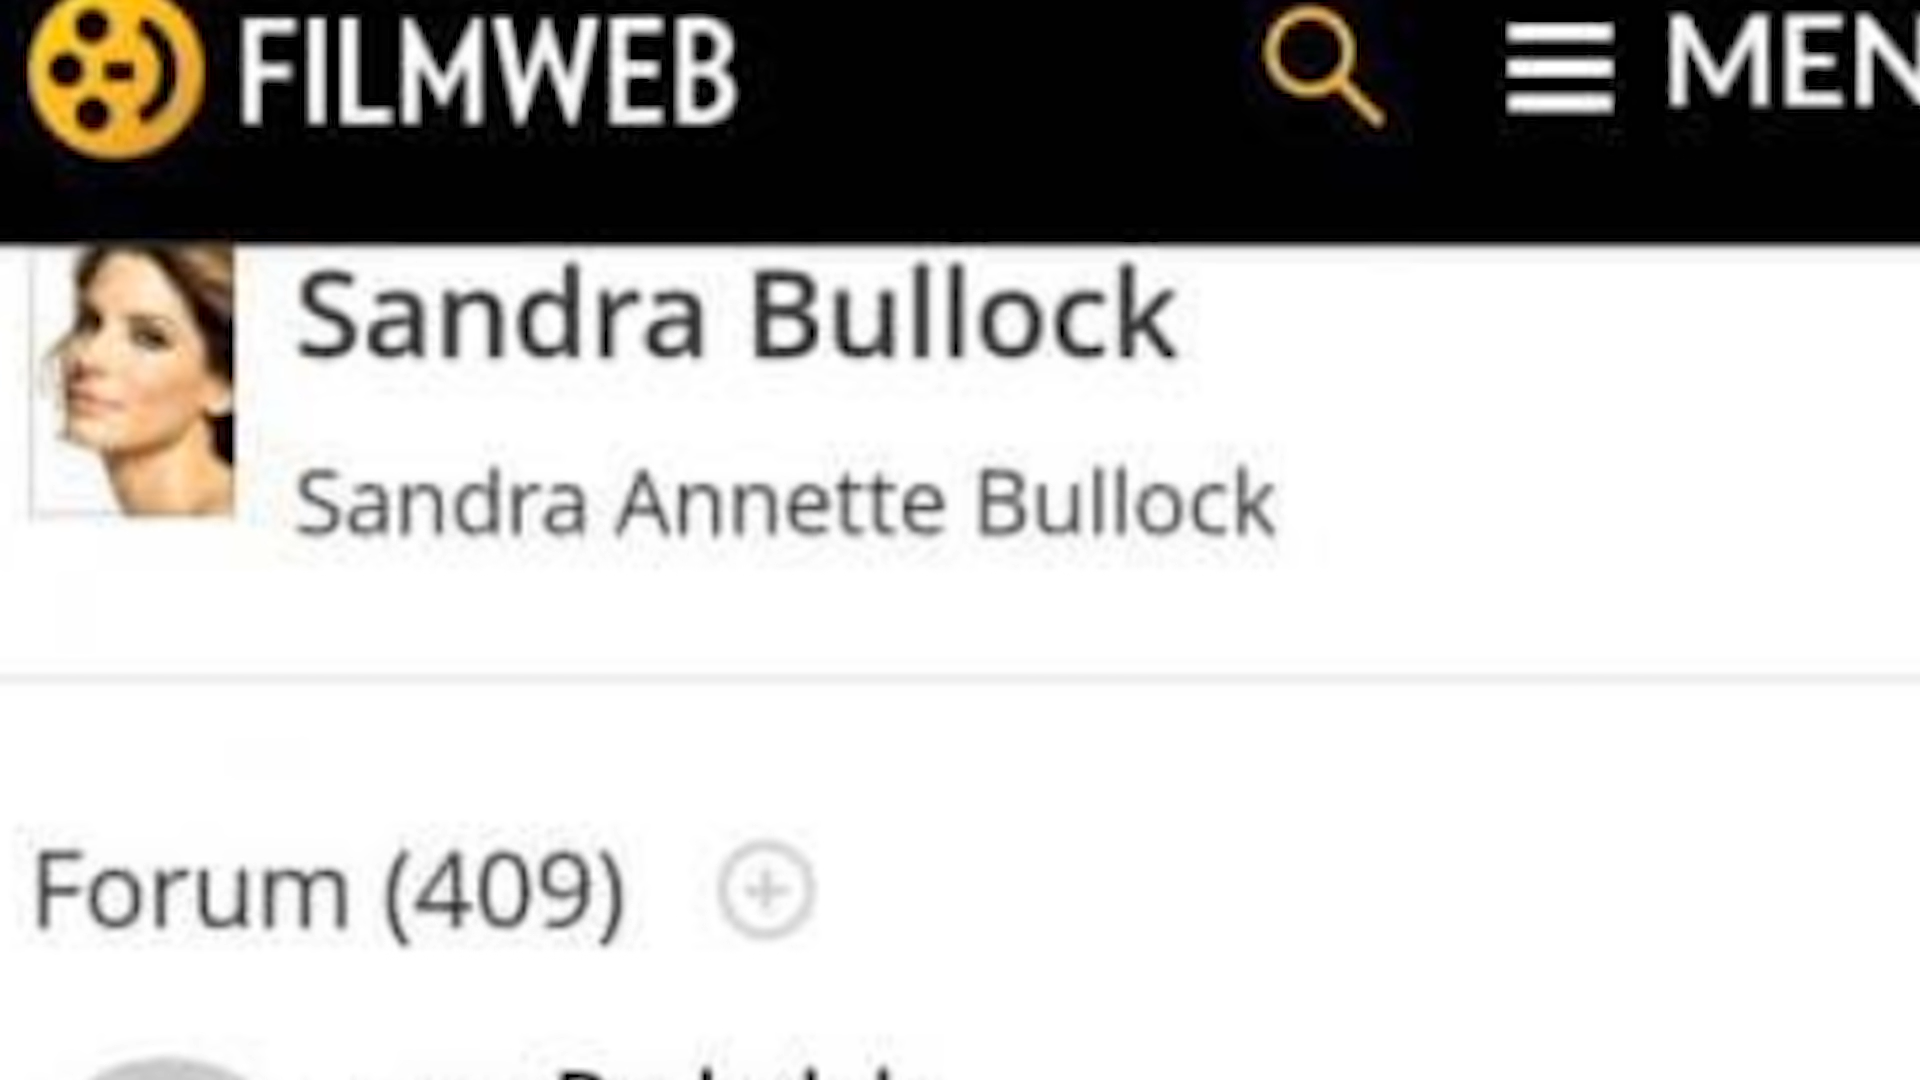 FILMWEB MEN
Sandra Bullock
Sandra Annette Bullock
Forum (409)